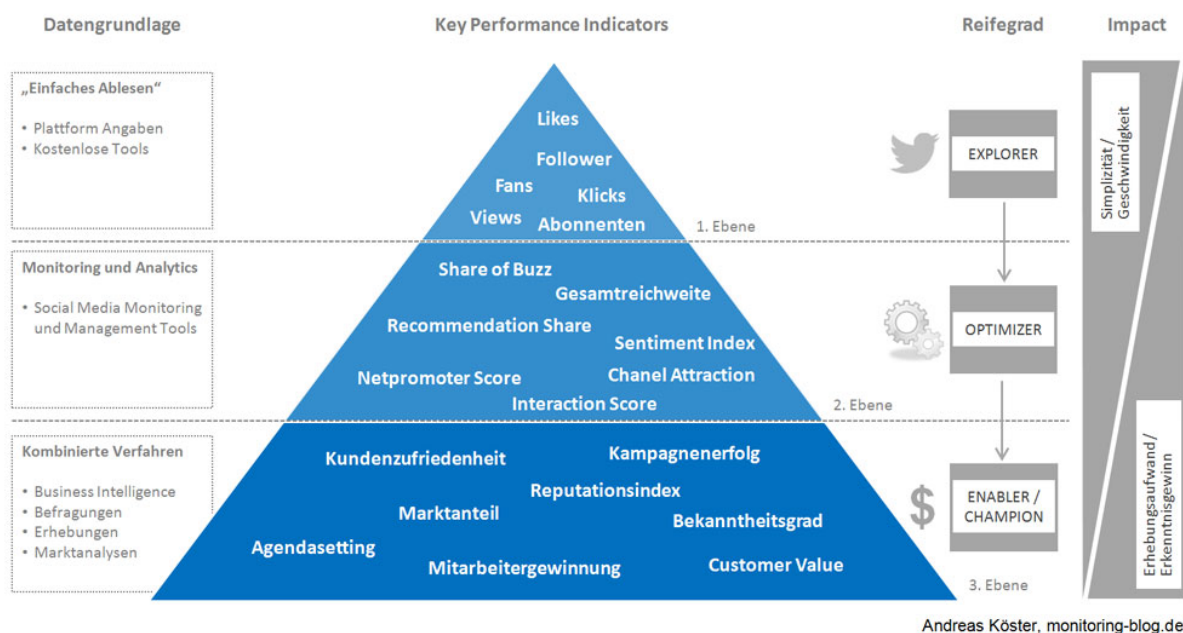 Datengrundlage
Key Performance Indicators
Reifegrad
Impact
„Einfaches Ablesen“
• Plattform Angaben
• Kostenlose Tools
Likes
Follower
Fans
Klicks
Views
Abonnenten
1. Ebene
EXPLORER
Simplizität /
Geschwindigkeit
Monitoring und Analytics
• Social Media Monitoring
und Management Tools
Share of Buzz
Gesamtreichweite
Recommendation Share
Sentiment Index
Netpromoter Score
Chanel Attraction
Interaction Score
2. Ebene
OPTIMIZER
Kombinierte Verfahren
• Business Intelligence
• Befragungen
• Erhebungen
• Marktanalysen
Kundenzufriedenheit
Kampagnenerfolg
Reputationsindex
Marktanteil
Bekanntheitsgrad
Agendasetting
Mitarbeitergewinnung
Customer Value
3. Ebene
$
ENABLER /
CHAMPION
Erhebungsaufwand/
Erkenntnisgewinn
Andreas Köster, monitoring-blog.de